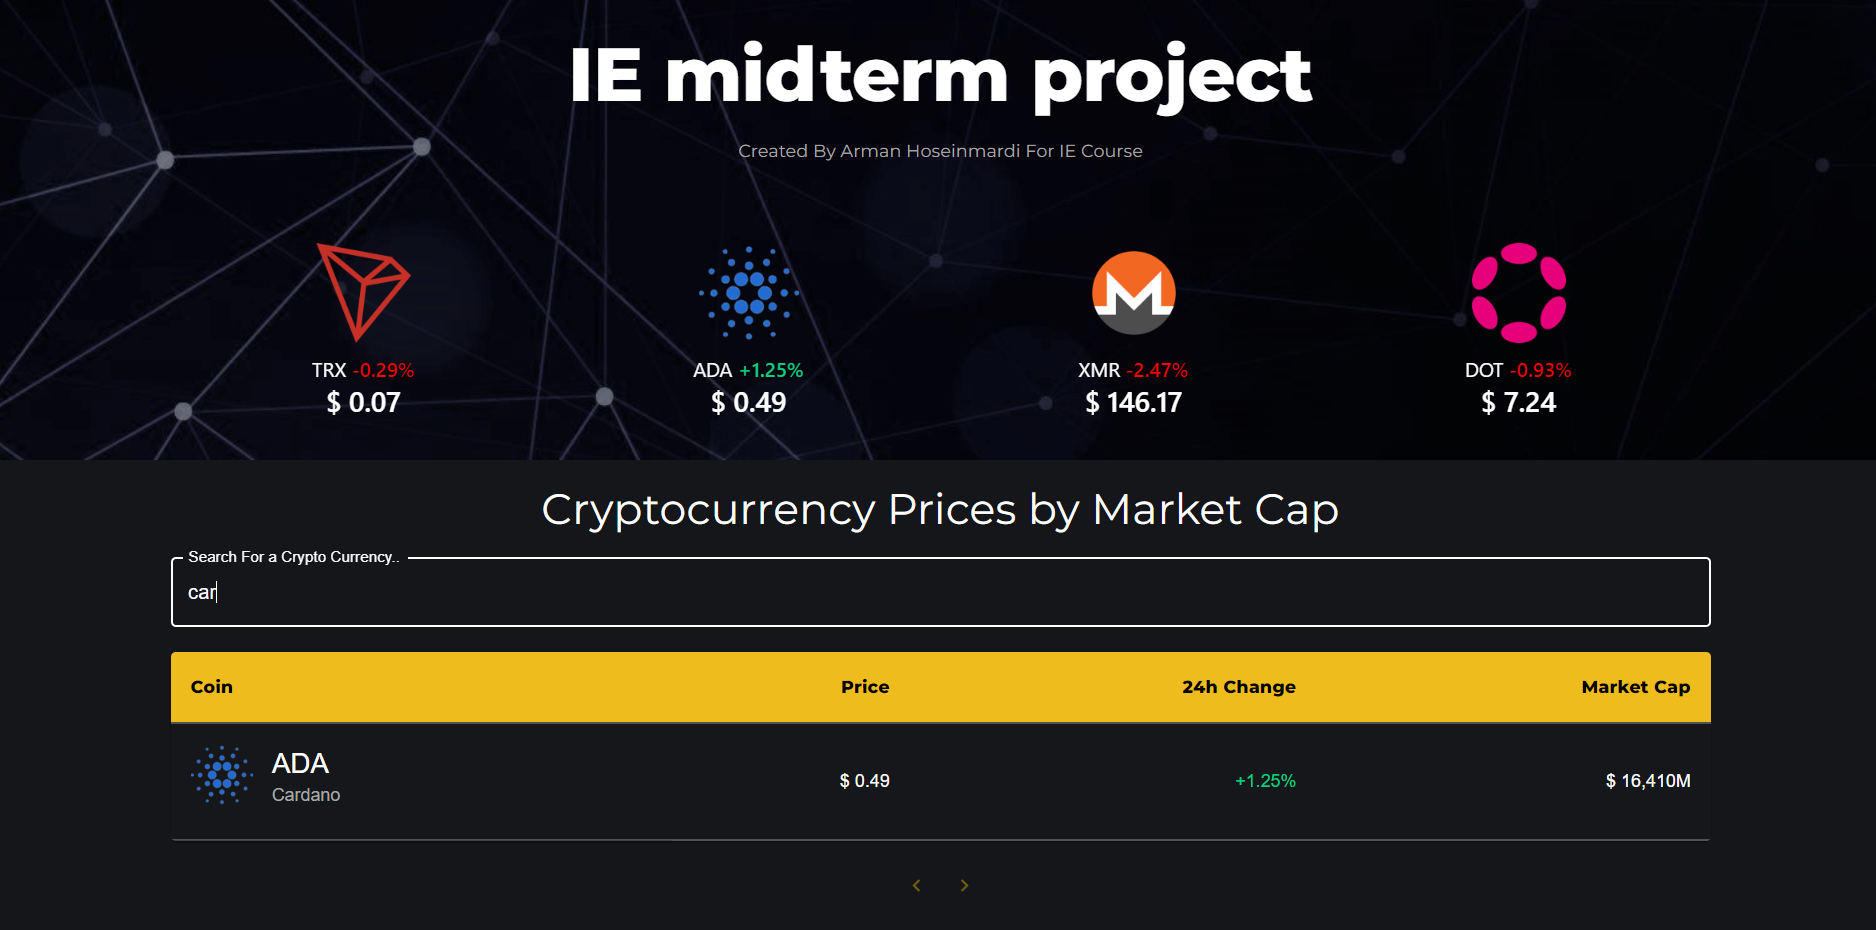 IE midterm project
Created By Arman Hoseinmardi For IE Course
TRX -0.29%
$ 0.07
ADA +1.25%
$ 0.49
XMR -2.47%
$ 146.17
DOT -0.93%
$ 7.24
Cryptocurrency Prices by Market Cap
Search For a Crypto Currency..
car
Coin Price 24h Change Market Cap
ADA
Cardano
$ 0.49 +1.25% $ 16,410M